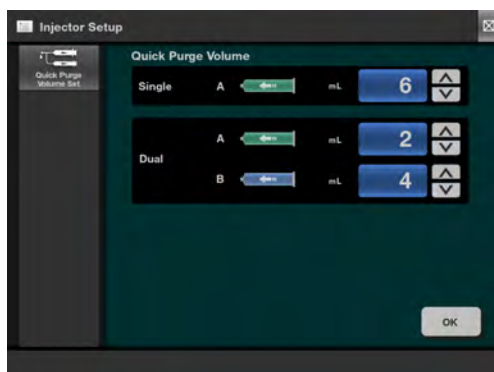 Injector Setup
Quick Purge
Volume Set
Quick Purge Volume
Single A mL 6
Dual
A mL 2
B mL 4
OK